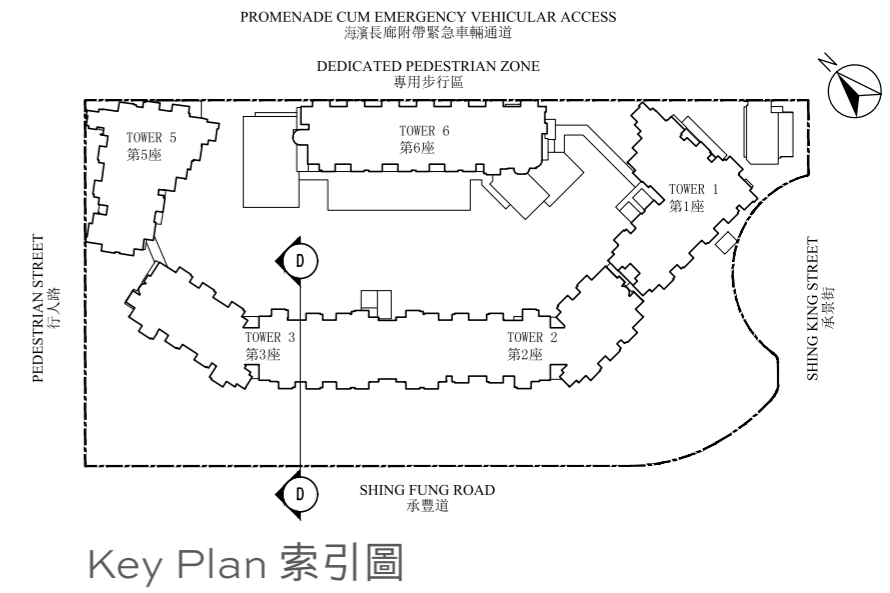 PROMENADE CUM EMERGENCY VEHICULAR ACCESS
海濱長廊附帶緊急車輛通道
DEDICATED PEDESTRIAN ZONE
專用步行區
N
TOWER 5
第5座
TOWER 6
第6座
TOWER 1
第1座
PEDESTRIAN STREET
行人路
SHING KING STREET
承景街
D
TOWER 3
第3座
TOWER 2
第2座
D
SHING FUNG ROAD
承豐道
Key Plan 索引圖